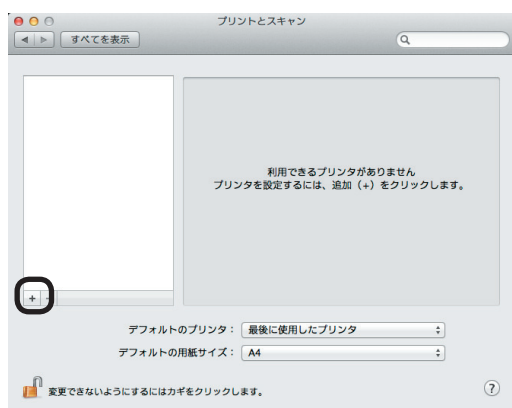 プリントとスキャン
すべてを表示
利用できるプリンタがありません
プリンタを設定するには、追加（+）をクリックします。
+ -
デフォルトのプリンタ： 最後に使用したプリンタ
デフォルトの用紙サイズ： A4
変更できないようにするにはカギをクリックします。 ?